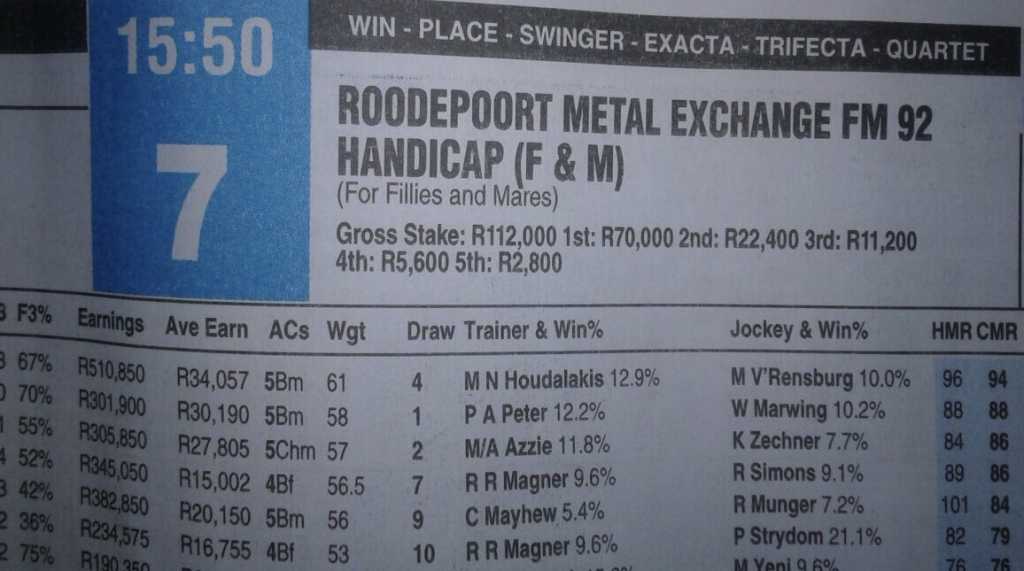 15:50
7
WIN - PLACE - SWINGER - EXACTA - TRIFECTA - QUARTET
ROODEPOORT METAL EXCHANGE FM 92
HANDICAP (F & M)
(For Fillies and Mares)
Gross Stake: R112,000 1st: R70,000 2nd: R22,400 3rd: R11,200
4th: R5,600 5th: R2,800
F3% Earnings Ave Earn ACs Wgt Draw Trainer & Win% Jockey & Win% HMR CMR
67% R510,850 R34,057 5Bm 61 4 M N Houdalakis 12.9% M V'Rensburg 10.0% 96 94
70% R301,900 R30,190 5Bm 58 1 P A Peter 12.2% W Marwing 10.2% 88 88
55% R305,850 R27,805 5Chm 57 2 M/A Azzie 11.8% K Zechner 7.7% 84 86
52% R345,050 R15,002 4Bf 56.5 7 R R Magner 9.6% R Simons 9.1% 89 86
42% R382,850 R20,150 5Bm 56 9 C Mayhew 5.4% R Munger 7.2% 101 84
36% R234,575 R16,755 4Bf 53 10 R R Magner 9.6% P Strydom 21.1% 82 79
75% R190,350 M Yeni 9.6% 76 76